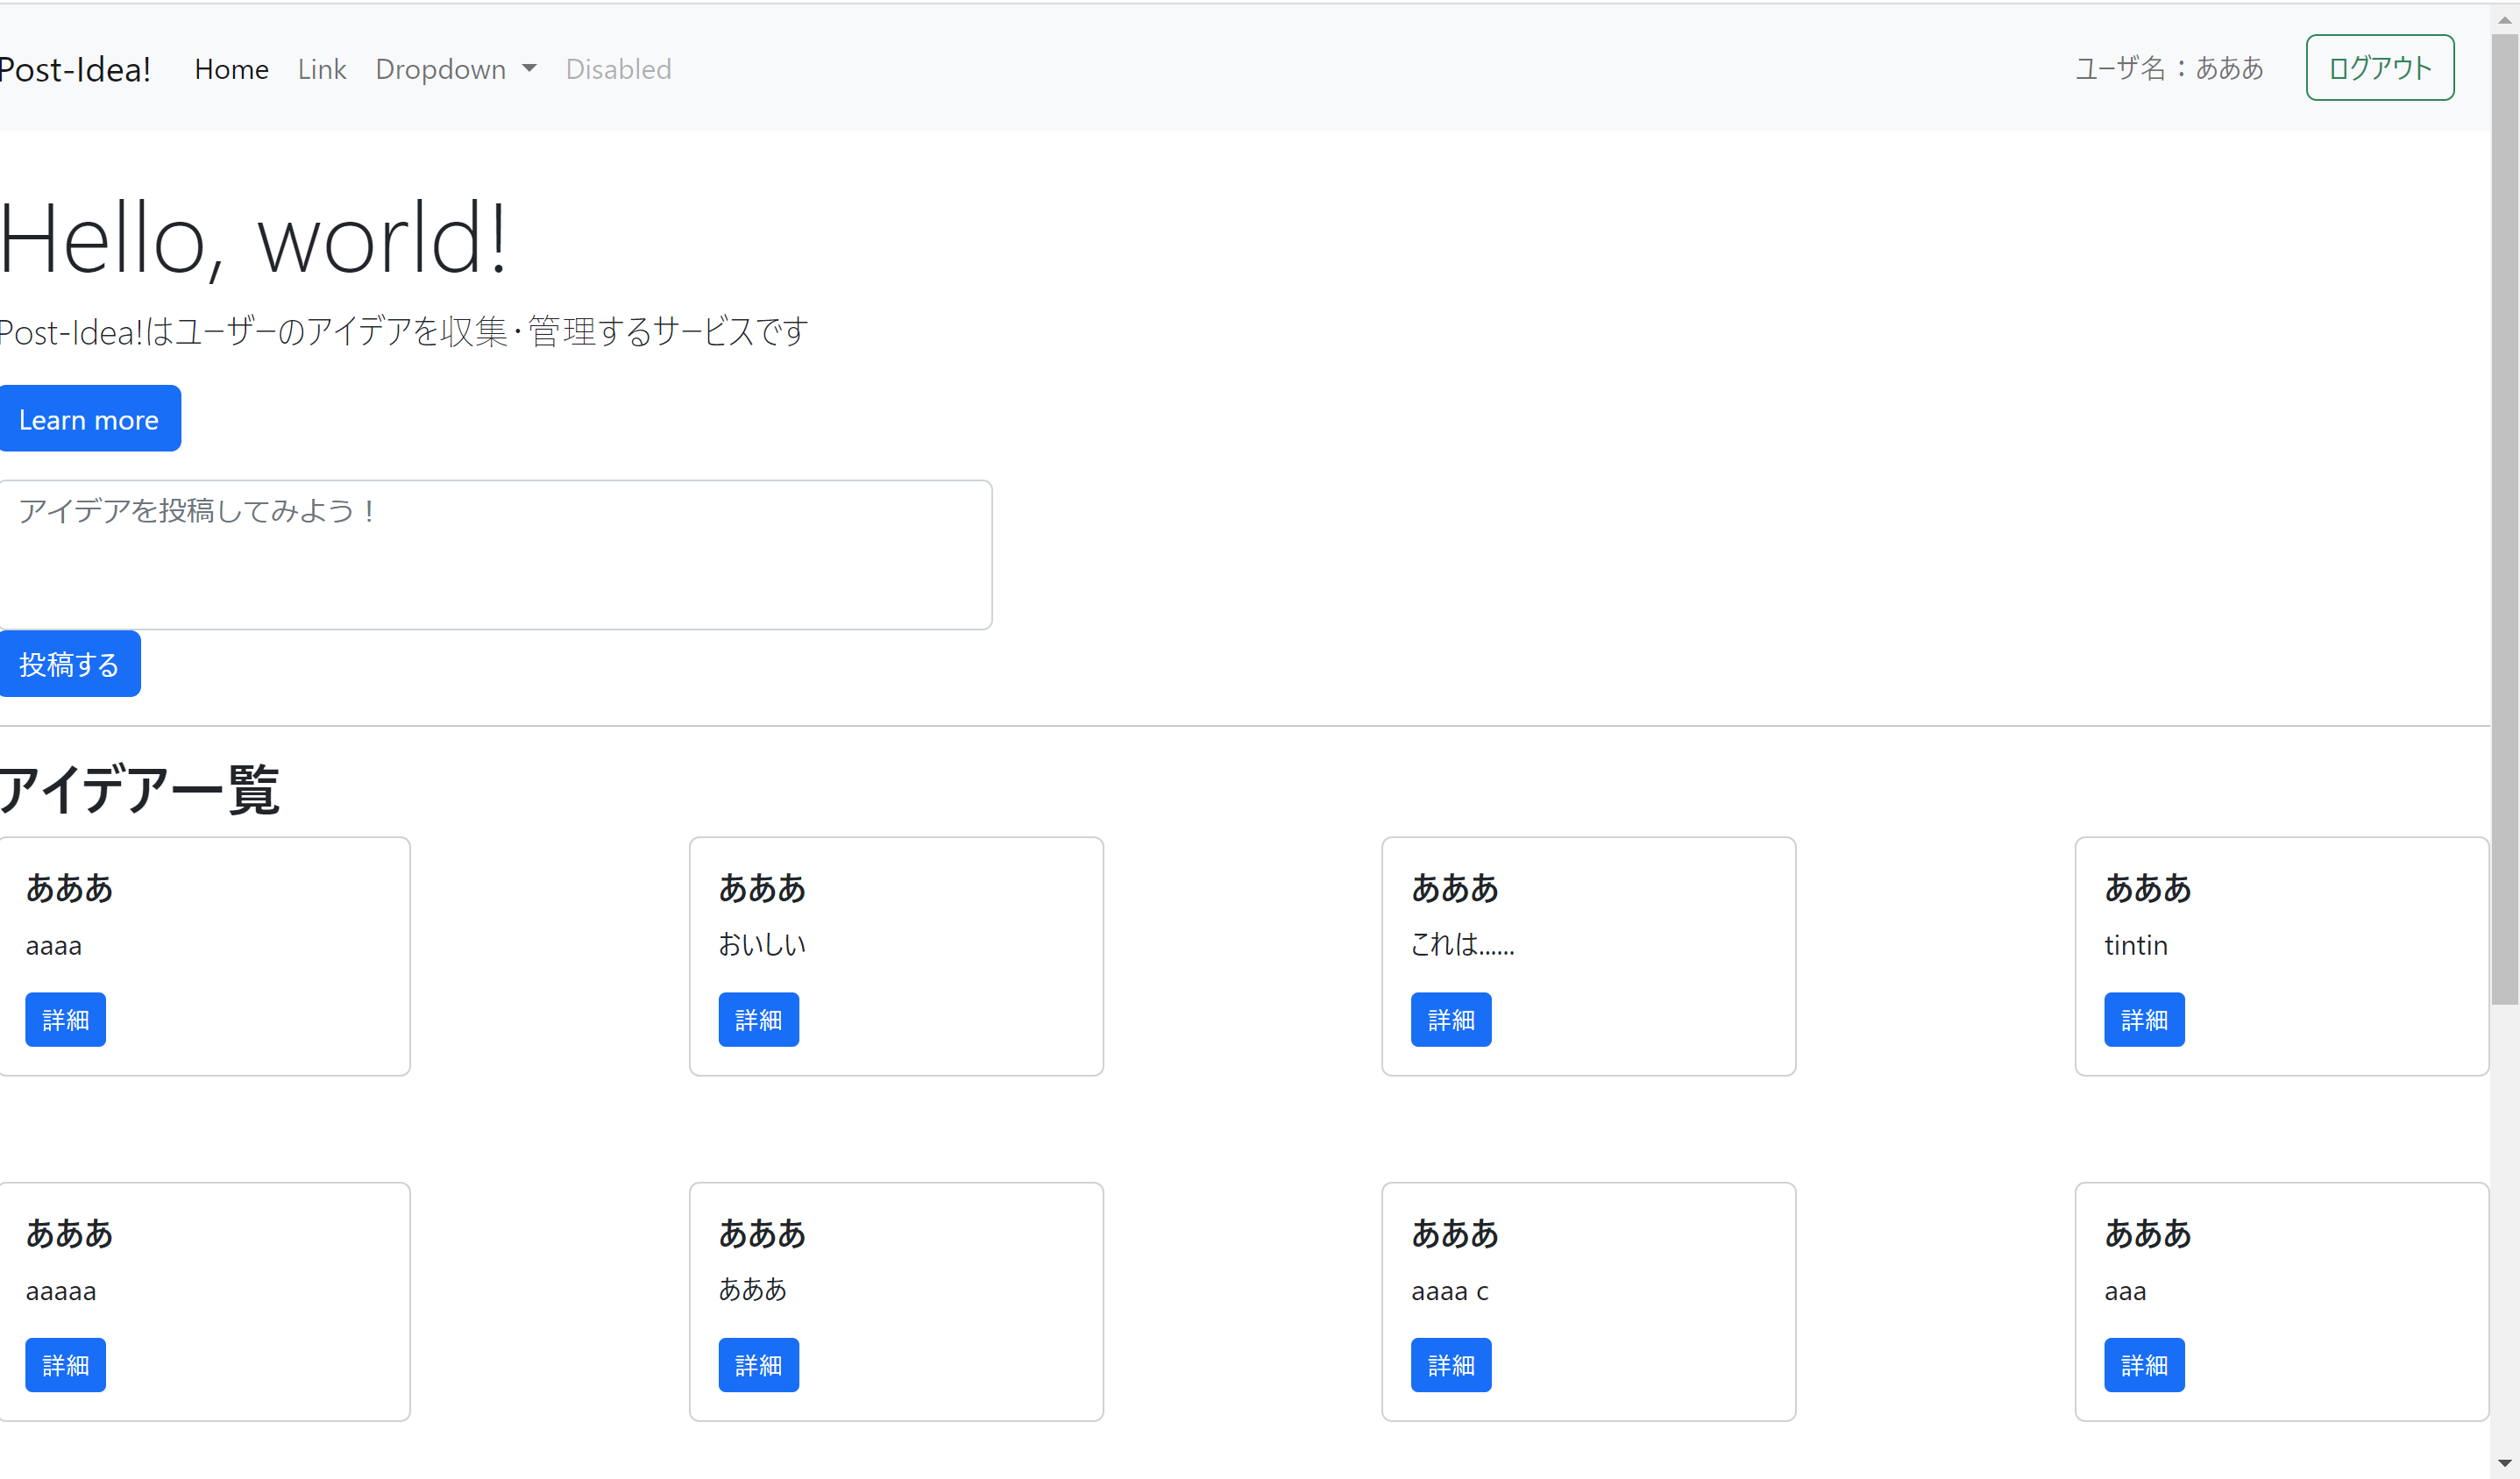 Post-Idea! Home Link Dropdown Disabled ユーザ名：あああ ログアウト
Hello, world!
Post-Idea!はユーザーのアイデアを収集・管理するサービスです
Learn more
アイデアを投稿してみよう！
投稿する
アイデア一覧
あああ
aaaa
詳細
あああ
おいしい
詳細
あああ
これは......
詳細
あああ
tintin
詳細
あああ
aaaaa
詳細
あああ
あああ
詳細
あああ
aaaa c
詳細
あああ
aaa
詳細